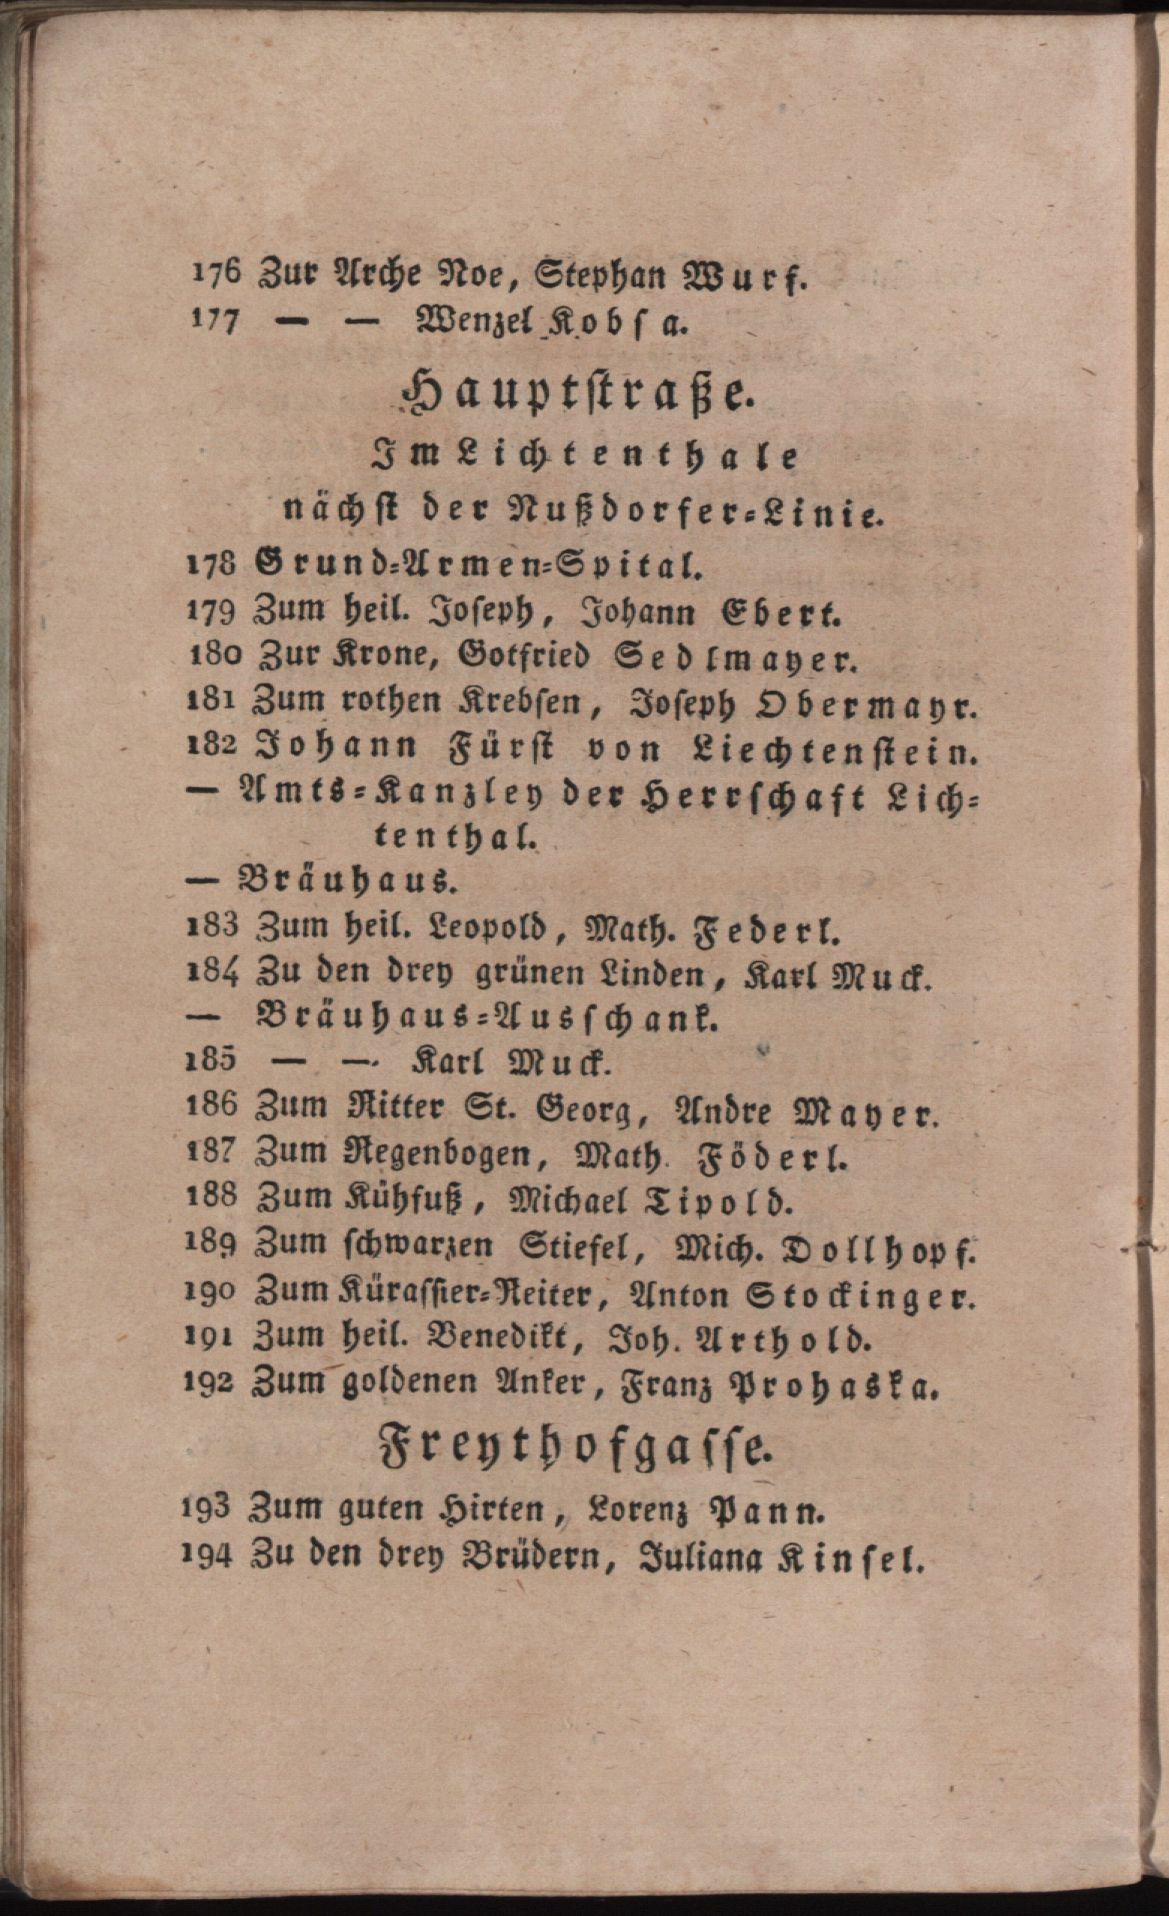 176 Zur Arche Noe, Stephan Wurf.
177 — — Wenzel Kobsa.
Hauptstraße.
Im Lichtenthale
nächst der Nußdorfer-Linie.
178 Grund-Armen-Spital.
179 Zum heil. Joseph, Johann Ebert.
180 Zur Krone, Gotfried Sedlmayer.
181 Zum rothen Krebsen, Joseph Obermayr.
182 Johann Fürst von Liechtenstein.
— Amts-Kanzley der Herrschaft Lich-
tenthal.
— Bräuhaus.
183 Zum heil. Leopold, Math. Federl.
184 Zu den drey grünen Linden, Karl Muck.
— Bräuhaus-Ausschank.
185 — — Karl Muck.
186 Zum Ritter St. Georg, Andre Mayer.
187 Zum Regenbogen, Math. Föderl.
188 Zum Kühfuß, Michael Tipold.
189 Zum schwarzen Stiefel, Mich. Dollhopf.
190 Zum Kürassier-Reiter, Anton Stockinger.
191 Zum heil. Benedikt, Joh. Arthold.
192 Zum goldenen Anker, Franz Prohaska.
Freythofgasse.
193 Zum guten Hirten, Lorenz Pann.
194 Zu den drey Brüdern, Juliana Kinsel.